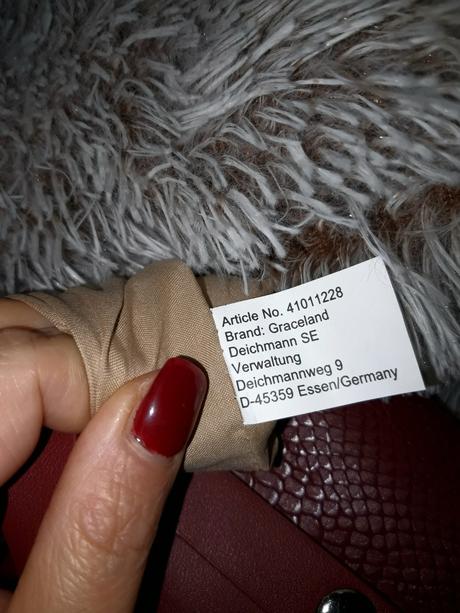 Article No. 41011228
Brand: Graceland
Deichmann SE
Verwaltung
Deichmannweg 9
D-45359 Essen/Germany